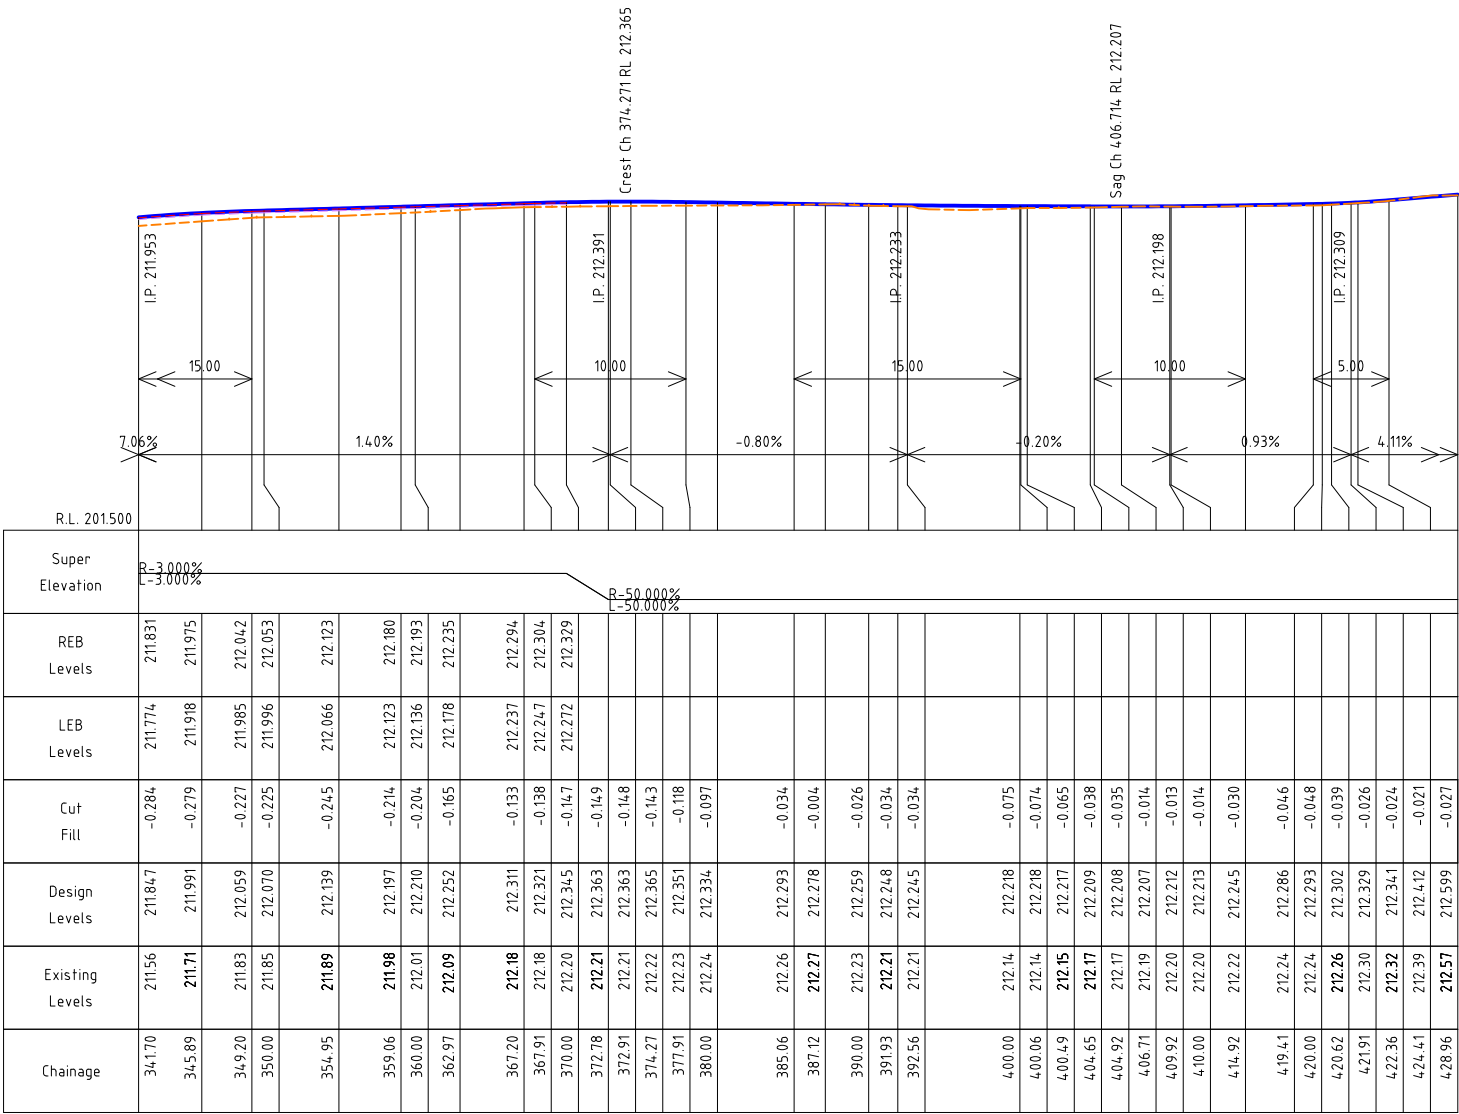 Crest Ch 374.271 RL 212.365
Sag Ch 406.714 RL 212.207
I.P. 211.953
I.P. 212.391
I.P. 212.233
I.P. 212.198
I.P. 212.309
15.00 10.00 15.00 10.00 5.00
7.06% 1.40% -0.80% -0.20% 0.93% 4.11%
R.L. 201.500
Super
Elevation
R-3.000%
L-3.000%
R-50.000%
L-50.000%
REB
Levels
211.831 211.975 212.042 212.053 212.123 212.180 212.193 212.235 212.294 212.304 212.329
LEB
Levels
211.774 211.918 211.985 211.996 212.066 212.123 212.136 212.178 212.237 212.247 212.272
Cut
Fill
-0.284 -0.279 -0.227 -0.225 -0.245 -0.214 -0.204 -0.165 -0.133 -0.138 -0.147 -0.149 -0.148 -0.143 -0.118 -0.097 -0.034 -0.004 -0.026 -0.034 -0.034 -0.075 -0.074 -0.065 -0.038 -0.035 -0.014 -0.013 -0.014 -0.030 -0.046 -0.048 -0.039 -0.026 -0.024 -0.021 -0.027
Design
Levels
211.847 211.991 212.059 212.070 212.139 212.197 212.210 212.252 212.311 212.321 212.345 212.363 212.363 212.365 212.351 212.334 212.293 212.278 212.259 212.248 212.245 212.218 212.218 212.217 212.209 212.208 212.207 212.212 212.213 212.245 212.286 212.293 212.302 212.329 212.341 212.412 212.599
Existing
Levels
211.56 211.71 211.83 211.85 211.89 211.98 212.01 212.09 212.18 212.18 212.20 212.21 212.21 212.22 212.23 212.24 212.26 212.27 212.23 212.21 212.21 212.14 212.14 212.15 212.17 212.17 212.19 212.20 212.20 212.22 212.24 212.24 212.26 212.30 212.32 212.39 212.57
Chainage
341.70 345.89 349.20 350.00 354.95 359.06 360.00 362.97 367.20 367.91 370.00 372.78 372.91 374.27 377.91 380.00 385.06 387.12 390.00 391.93 392.56 400.00 400.06 400.49 404.65 404.92 406.71 409.92 410.00 414.92 419.41 420.00 420.62 421.91 422.36 424.41 428.96